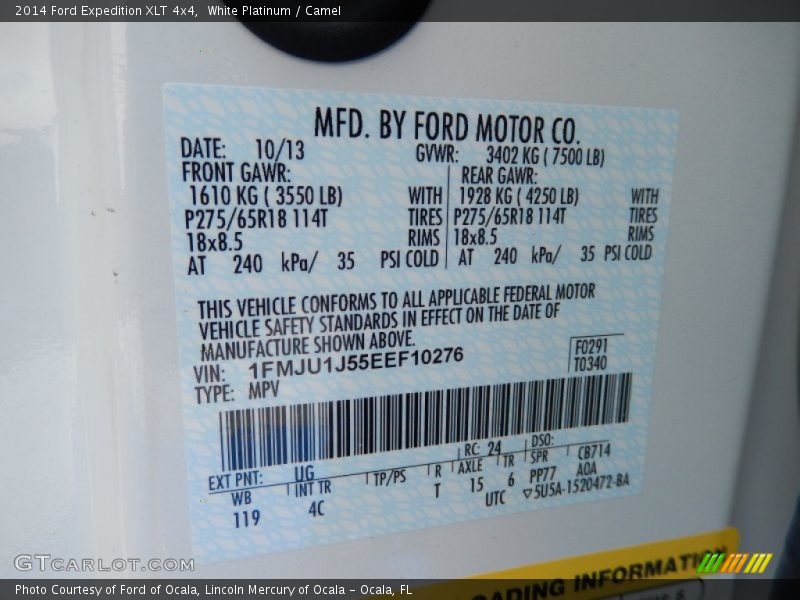 2014 Ford Expedition XLT 4x4, White Platinum / Camel
MFD. BY FORD MOTOR CO.
DATE: 10/13 GVWR: 3402 KG ( 7500 LB)
FRONT GAWR: REAR GAWR:
1610 KG ( 3550 LB) WITH 1928 KG ( 4250 LB) WITH
P275/65R18 114T TIRES P275/65R18 114T TIRES
18x8.5 RIMS 18x8.5 RIMS
AT 240 kPa/ 35 PSI COLD AT 240 kPa/ 35 PSI COLD
THIS VEHICLE CONFORMS TO ALL APPLICABLE FEDERAL MOTOR
VEHICLE SAFETY STANDARDS IN EFFECT ON THE DATE OF
MANUFACTURE SHOWN ABOVE.
VIN: 1FMJU1J55EEF10276 F0291
TYPE: MPV T0340
EXT PNT: UG RC: 24 DSO:
WB INT TR TP/PS R AXLE TR SPR CB714
119 4C T 15 6 PP77 AOA
UTC ▽5U5A-1520472-BA
LOADING INFORMATION
GTCARLOT.COM
Photo Courtesy of Ford of Ocala, Lincoln Mercury of Ocala - Ocala, FL